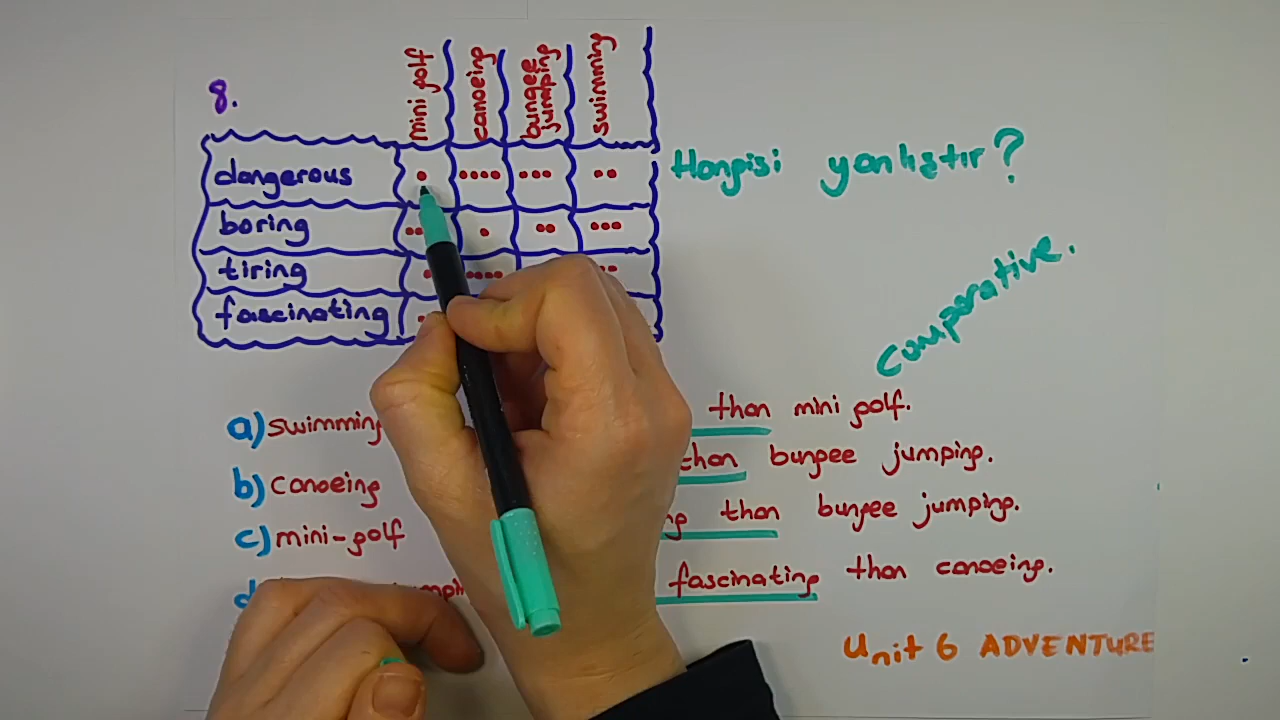 8.
mini golf
canoeing
bungee jumping
swimming
dangerous
boring
tiring
fascinating
Hangisi yanlıştır?
comparative.
a) swimming than mini golf.
b) canoeing than bungee jumping.
c) mini-golf than bungee jumping.
fascinating than canoeing.
Unit 6 ADVENTURE